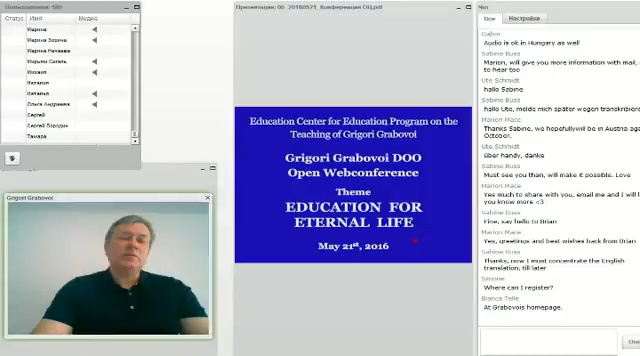 Пользователи: 100
Статус Имя Медиа
Марина
Марина Зорина
Марина Нечаева
Михаил
Наталия
Наталья
Ольга Андреева
Сергей
Сергей Бородин
Тамара
Grigori Grabovoi
Education Center for Education Program on the
Teaching of Grigori Grabovoi
Grigori Grabovoi DOO
Open Webconference
Theme
EDUCATION FOR
ETERNAL LIFE
May 21st, 2016
Чат
Настройки
Audio is ok in Hungary as well
Sabine Buss
Marion, will give you more information with mail,
to hear too
Ute Schmidt
hallo Sabine
Sabine Buss
hallo Ute, melde mich später wegen transkribiere
Marion Mace
Thanks Sabine, we hopefully will be in Austria aga
October.
Ute Schmidt
über handy, danke
Sabine Buss
Must see you than, will make it possible. Love
Marion Mace
Yes much to share with you, email me and I will l
you know more <3
Sabine Buss
Fine, say hello to Brian
Marion Mace
Yes, greetings and best wishes back from Brian
Sabine Buss
Thanks, now I must concentrate the English
translation, till later
Simone
Where can I register?
Bianca Telle
At Grabovois homepage.